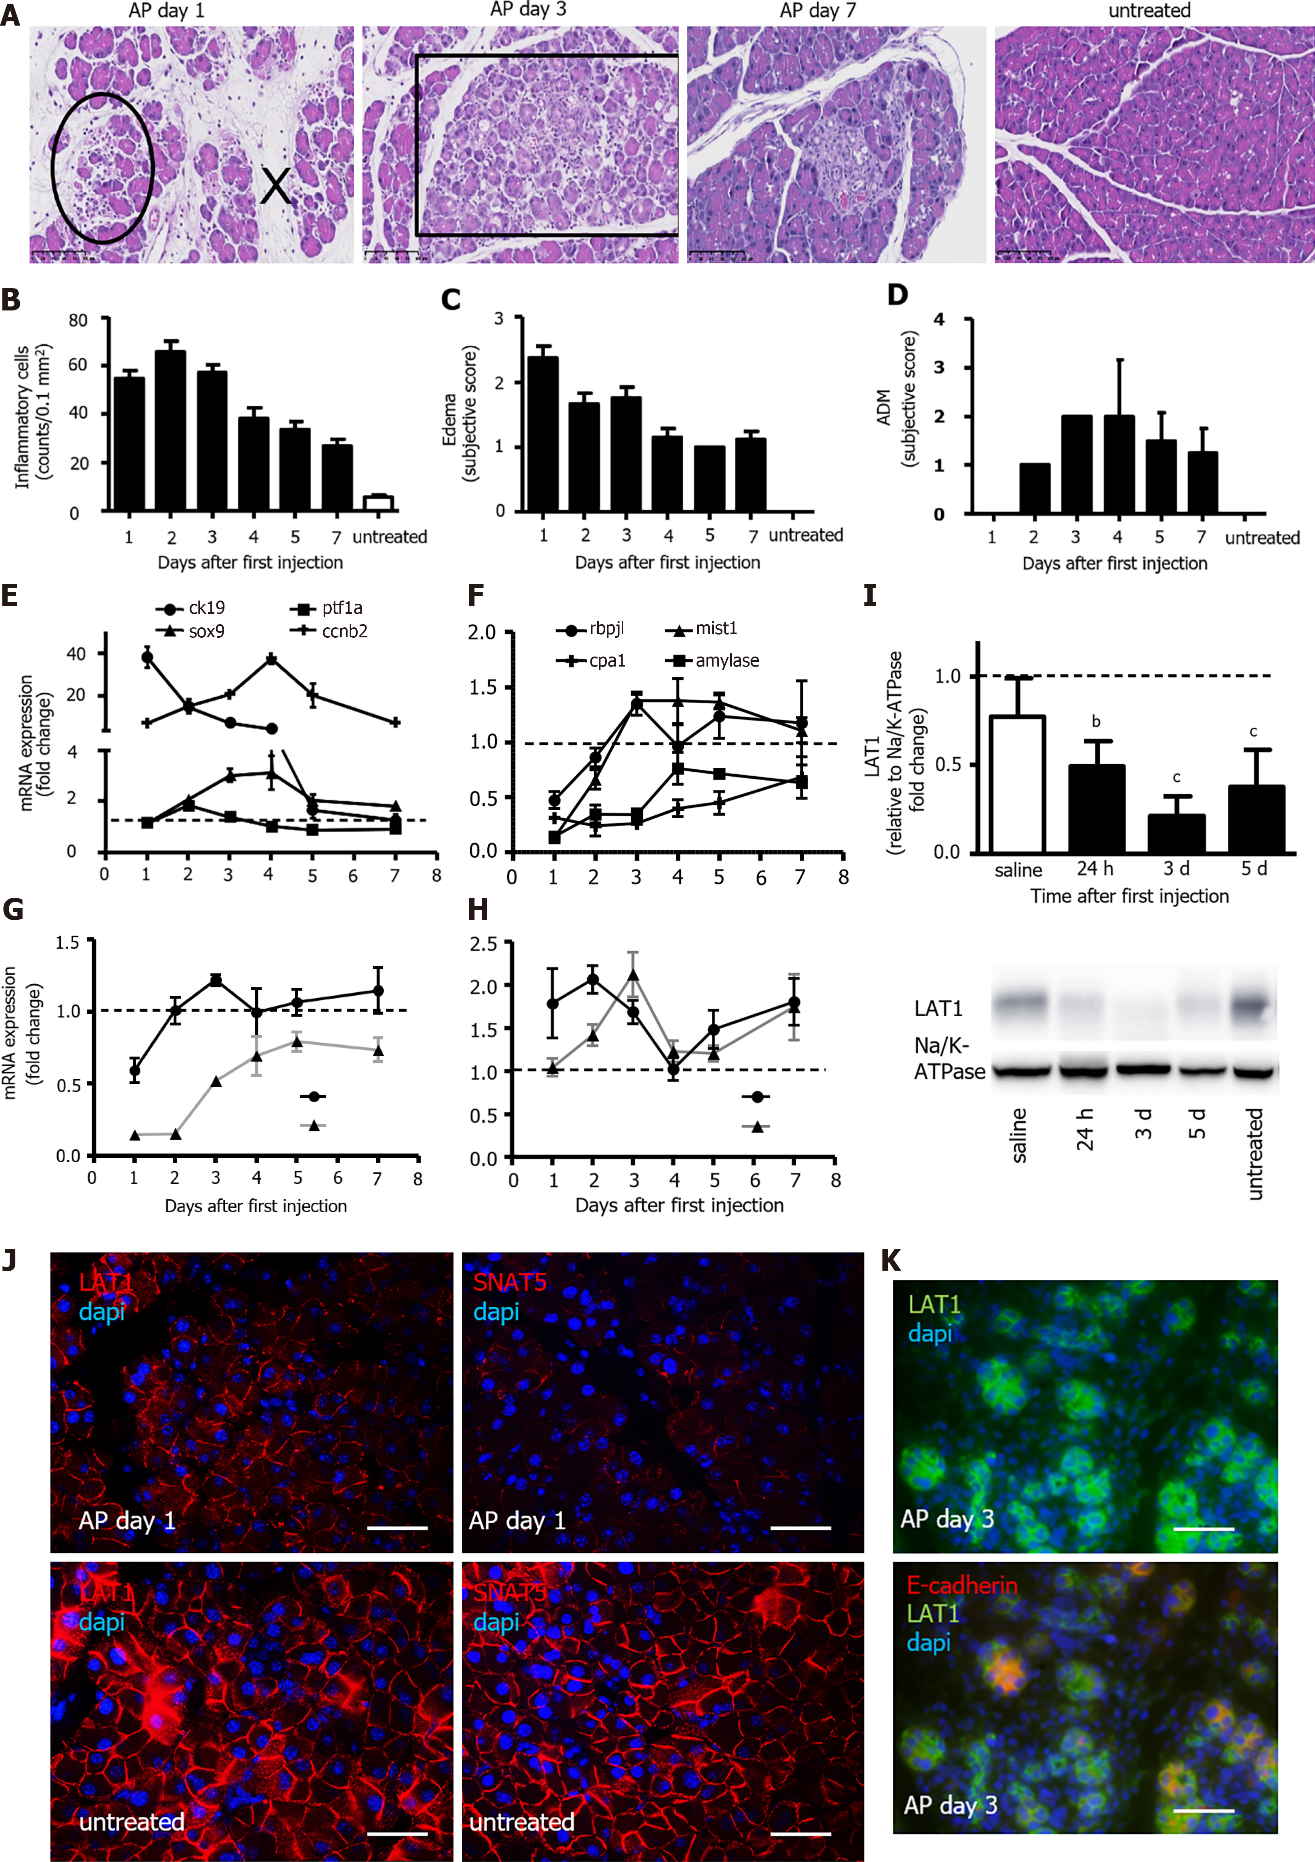 A
AP day 1
AP day 3
AP day 7
untreated
X
B
Inflammatory cells
(counts/0.1 mm²)
80
60
40
20
0
1 2 3 4 5 7 untreated
Days after first injection
C
Edema
(subjective score)
3
2
1
0
1 2 3 4 5 7 untreated
Days after first injection
D
ADM
(subjective score)
4
3
2
1
0
1 2 3 4 5 7 untreated
Days after first injection
E
ck19
ptf1a
sox9
ccnb2
mRNA expression
(fold change)
40
20
4
2
0
0 1 2 3 4 5 6 7 8
F
rbpjl
mist1
cpa1
amylase
2.0
1.5
1.0
0.5
0.0
0 1 2 3 4 5 6 7 8
I
LAT1
(relative to Na/K-ATPase
fold change)
1.0
0.5
0.0
b
c
c
saline 24 h 3 d 5 d
Time after first injection
G
mRNA expression
(fold change)
1.5
1.0
0.5
0.0
0 1 2 3 4 5 6 7 8
Days after first injection
H
2.5
2.0
1.5
1.0
0.5
0.0
0 1 2 3 4 5 6 7 8
Days after first injection
LAT1
Na/K-
ATPase
saline
24 h
3 d
5 d
untreated
J
LAT1
dapi
AP day 1
SNAT5
dapi
AP day 1
LAT1
dapi
untreated
SNAT5
dapi
untreated
K
LAT1
dapi
AP day 3
E-cadherin
LAT1
dapi
AP day 3